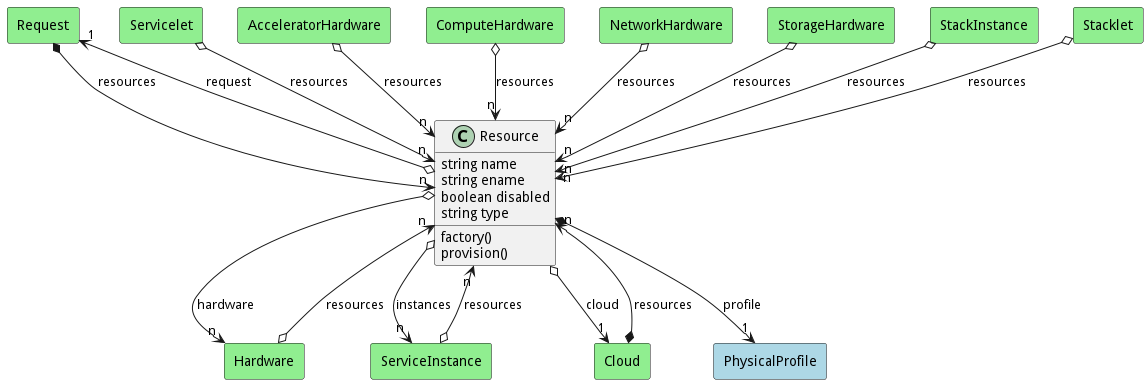 Request
Servicelet
AcceleratorHardware
ComputeHardware
NetworkHardware
StorageHardware
StackInstance
Stacklet
1
resources
request
resources
resources
resources
resources
resources
resources
resources
n
n
n
n
n
n
n
n
C Resource
string name
string ename
boolean disabled
string type
factory()
provision()
n
n
n
hardware
resources
instances
resources
cloud
resources
profile
n
n
1
1
Hardware
ServiceInstance
Cloud
PhysicalProfile